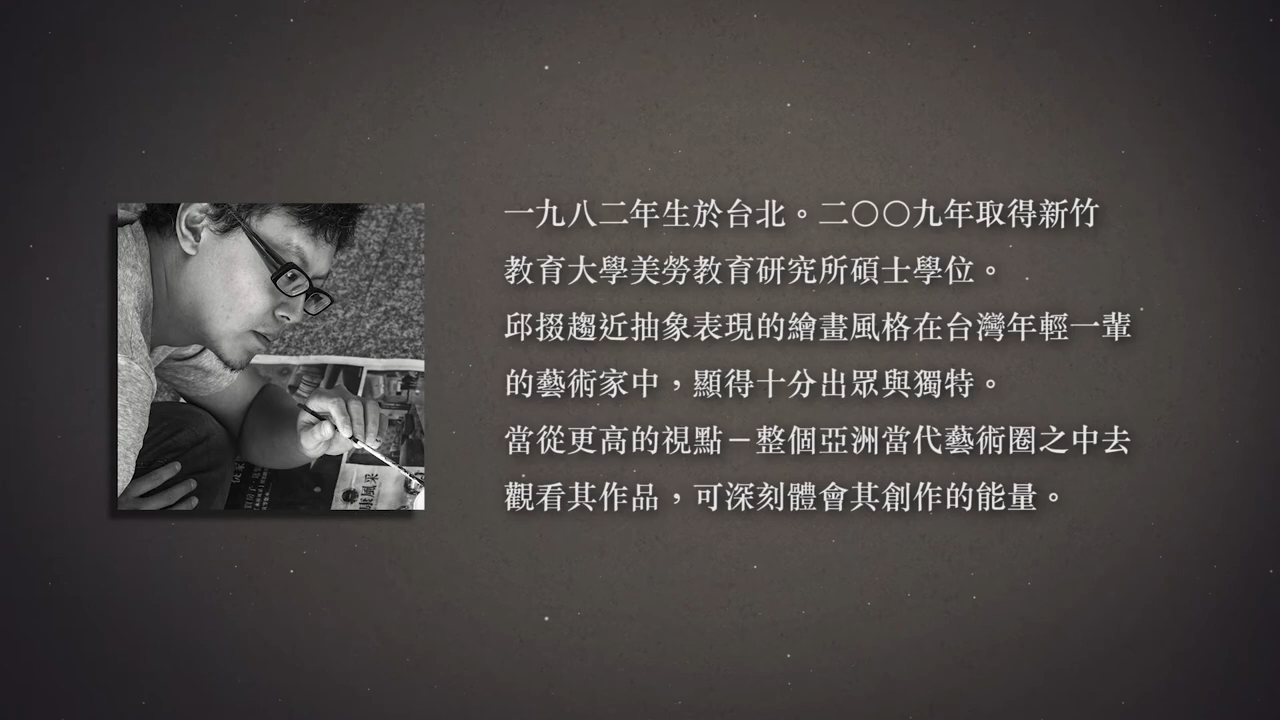 一九八二年生於台北。二〇〇九年取得新竹
教育大學美勞教育研究所碩士學位。
邱掇趨近抽象表現的繪畫風格在台灣年輕一輩
的藝術家中，顯得十分出眾與獨特。
當從更高的視點－整個亞洲當代藝術圈之中去
觀看其作品，可深刻體會其創作的能量。